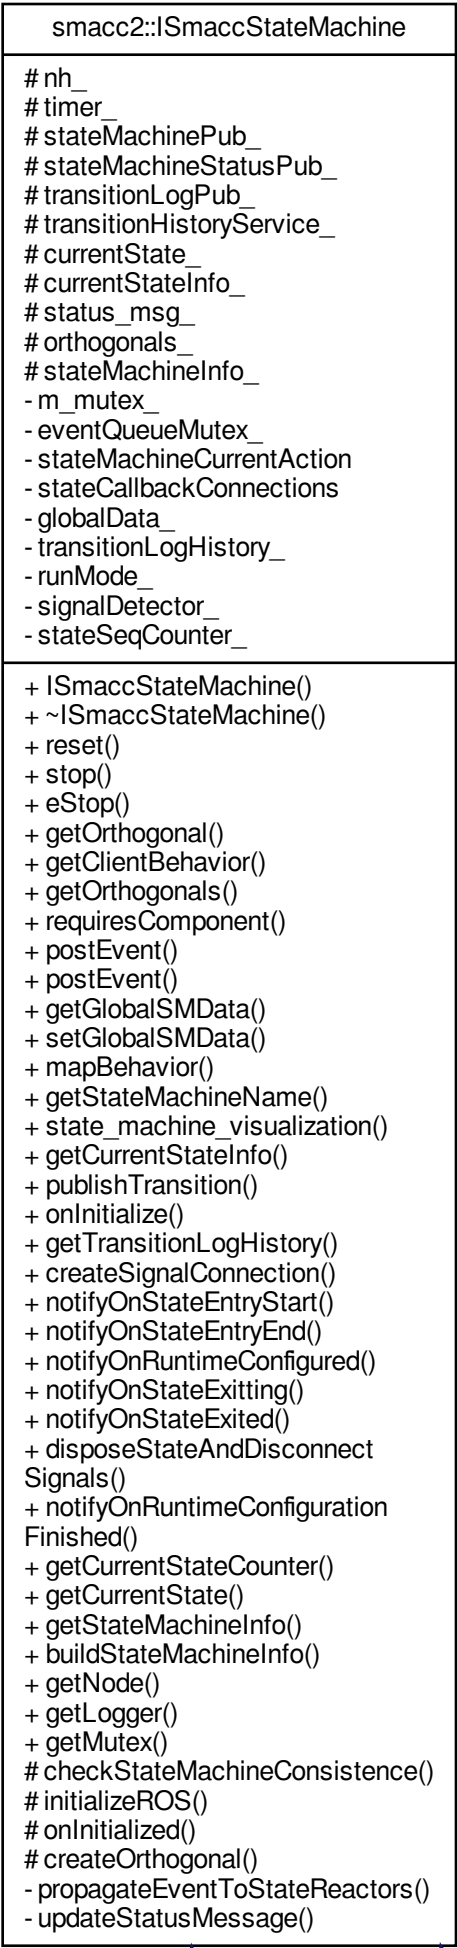 smacc2::ISmaccStateMachine
# nh_
# timer_
# stateMachinePub_
# stateMachineStatusPub_
# transitionLogPub_
# transitionHistoryService_
# currentState_
# currentStateInfo_
# status_msg_
# orthogonals_
# stateMachineInfo_
- m_mutex_
- eventQueueMutex_
- stateMachineCurrentAction
- stateCallbackConnections
- globalData_
- transitionLogHistory_
- runMode_
- signalDetector_
- stateSeqCounter_
+ ISmaccStateMachine()
+ ~ISmaccStateMachine()
+ reset()
+ stop()
+ eStop()
+ getOrthogonal()
+ getClientBehavior()
+ getOrthogonals()
+ requiresComponent()
+ postEvent()
+ postEvent()
+ getGlobalSMData()
+ setGlobalSMData()
+ mapBehavior()
+ getStateMachineName()
+ state_machine_visualization()
+ getCurrentStateInfo()
+ publishTransition()
+ onInitialize()
+ getTransitionLogHistory()
+ createSignalConnection()
+ notifyOnStateEntryStart()
+ notifyOnStateEntryEnd()
+ notifyOnRuntimeConfigured()
+ notifyOnStateExitting()
+ notifyOnStateExited()
+ disposeStateAndDisconnect
Signals()
+ notifyOnRuntimeConfiguration
Finished()
+ getCurrentStateCounter()
+ getCurrentState()
+ getStateMachineInfo()
+ buildStateMachineInfo()
+ getNode()
+ getLogger()
+ getMutex()
# checkStateMachineConsistence()
# initializeROS()
# onInitialized()
# createOrthogonal()
- propagateEventToStateReactors()
- updateStatusMessage()